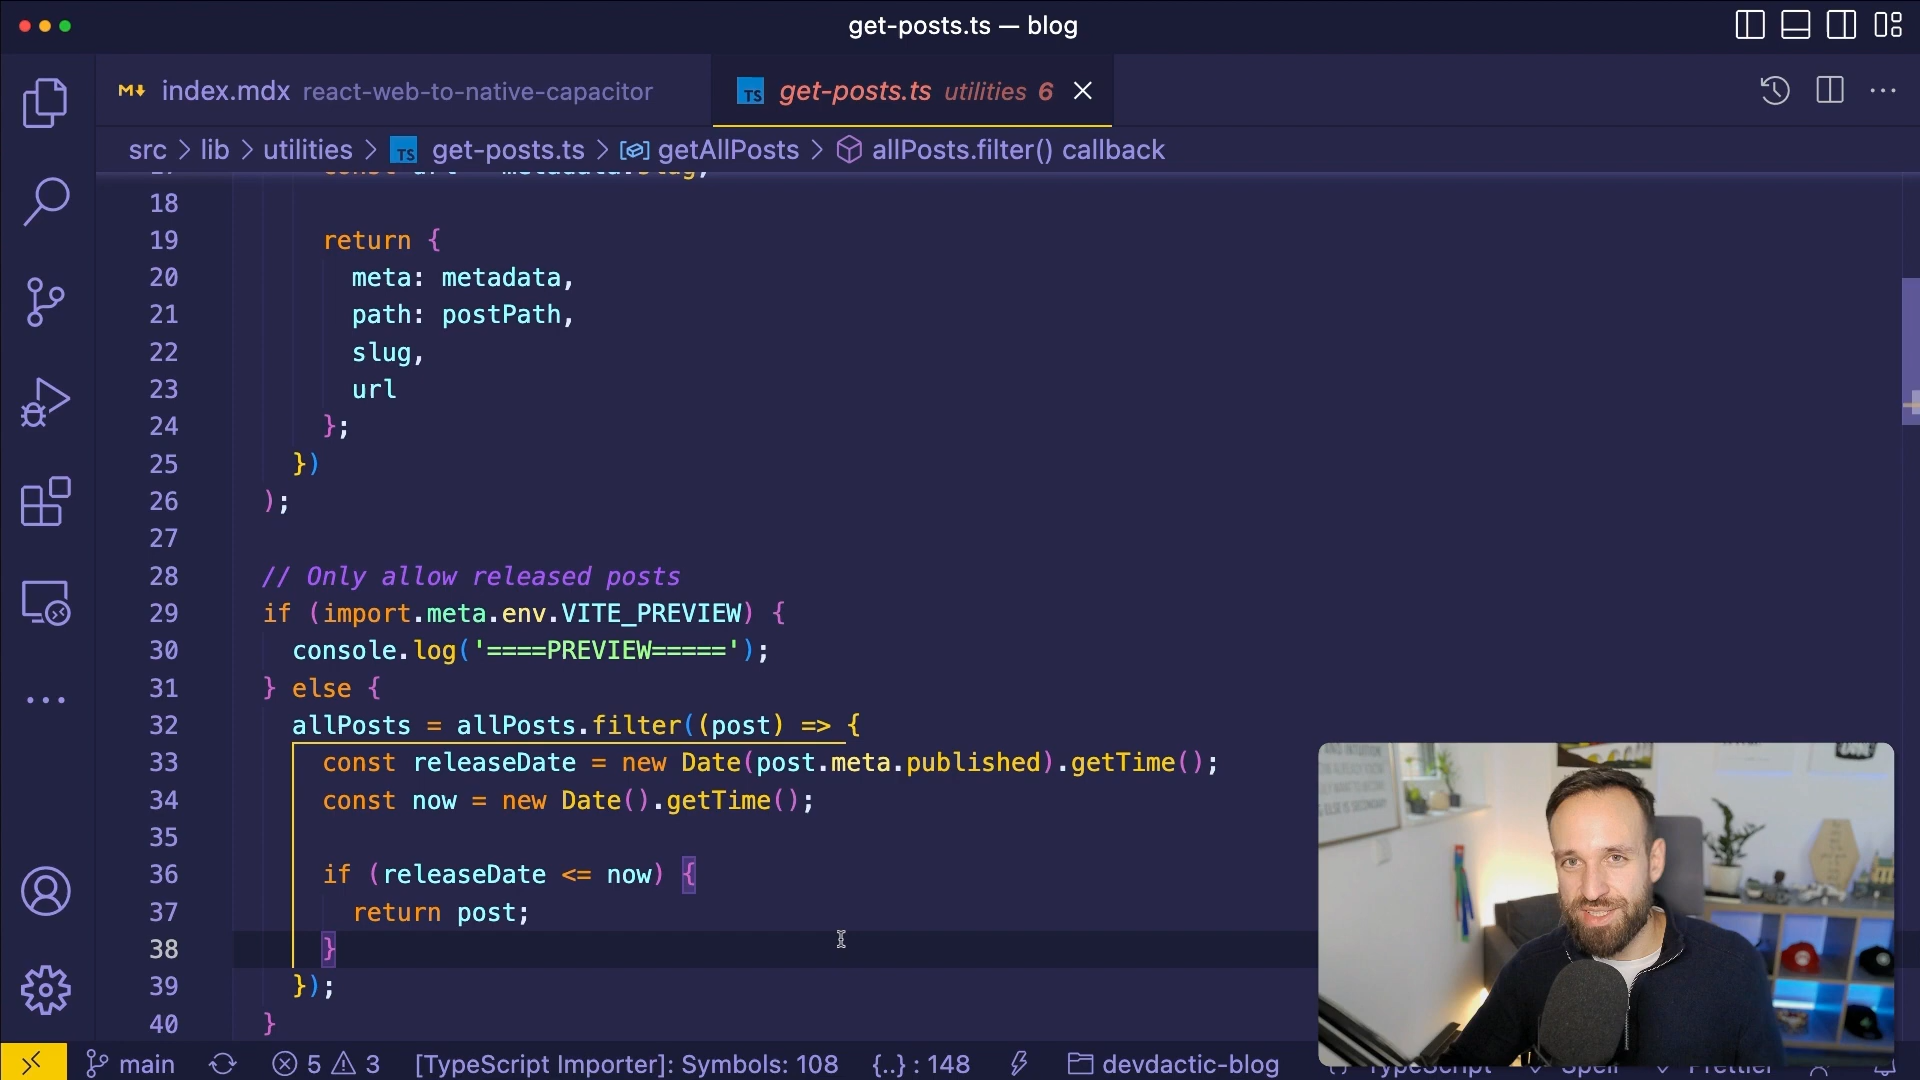 get-posts.ts — blog
index.mdx react-web-to-native-capacitor
TS get-posts.ts utilities 6
src > lib > utilities > TS get-posts.ts > getAllPosts > allPosts.filter() callback
18
19 return {
20 meta: metadata,
21 path: postPath,
22 slug,
23 url
24 };
25 })
26 );
27
28 // Only allow released posts
29 if (import.meta.env.VITE_PREVIEW) {
30 console.log('====PREVIEW=====');
31 } else {
32 allPosts = allPosts.filter((post) => {
33 const releaseDate = new Date(post.meta.published).getTime();
34 const now = new Date().getTime();
35
36 if (releaseDate <= now) {
37 return post;
38 }
39 });
40 }
main 5 3 [TypeScript Importer]: Symbols: 108 {..} : 148 devdactic-blog TypeScript Spell Prettier